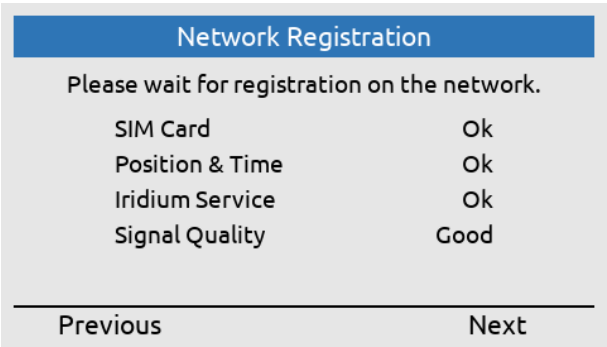 Network Registration
Please wait for registration on the network.
SIM Card Ok
Position & Time Ok
Iridium Service Ok
Signal Quality Good
Previous Next